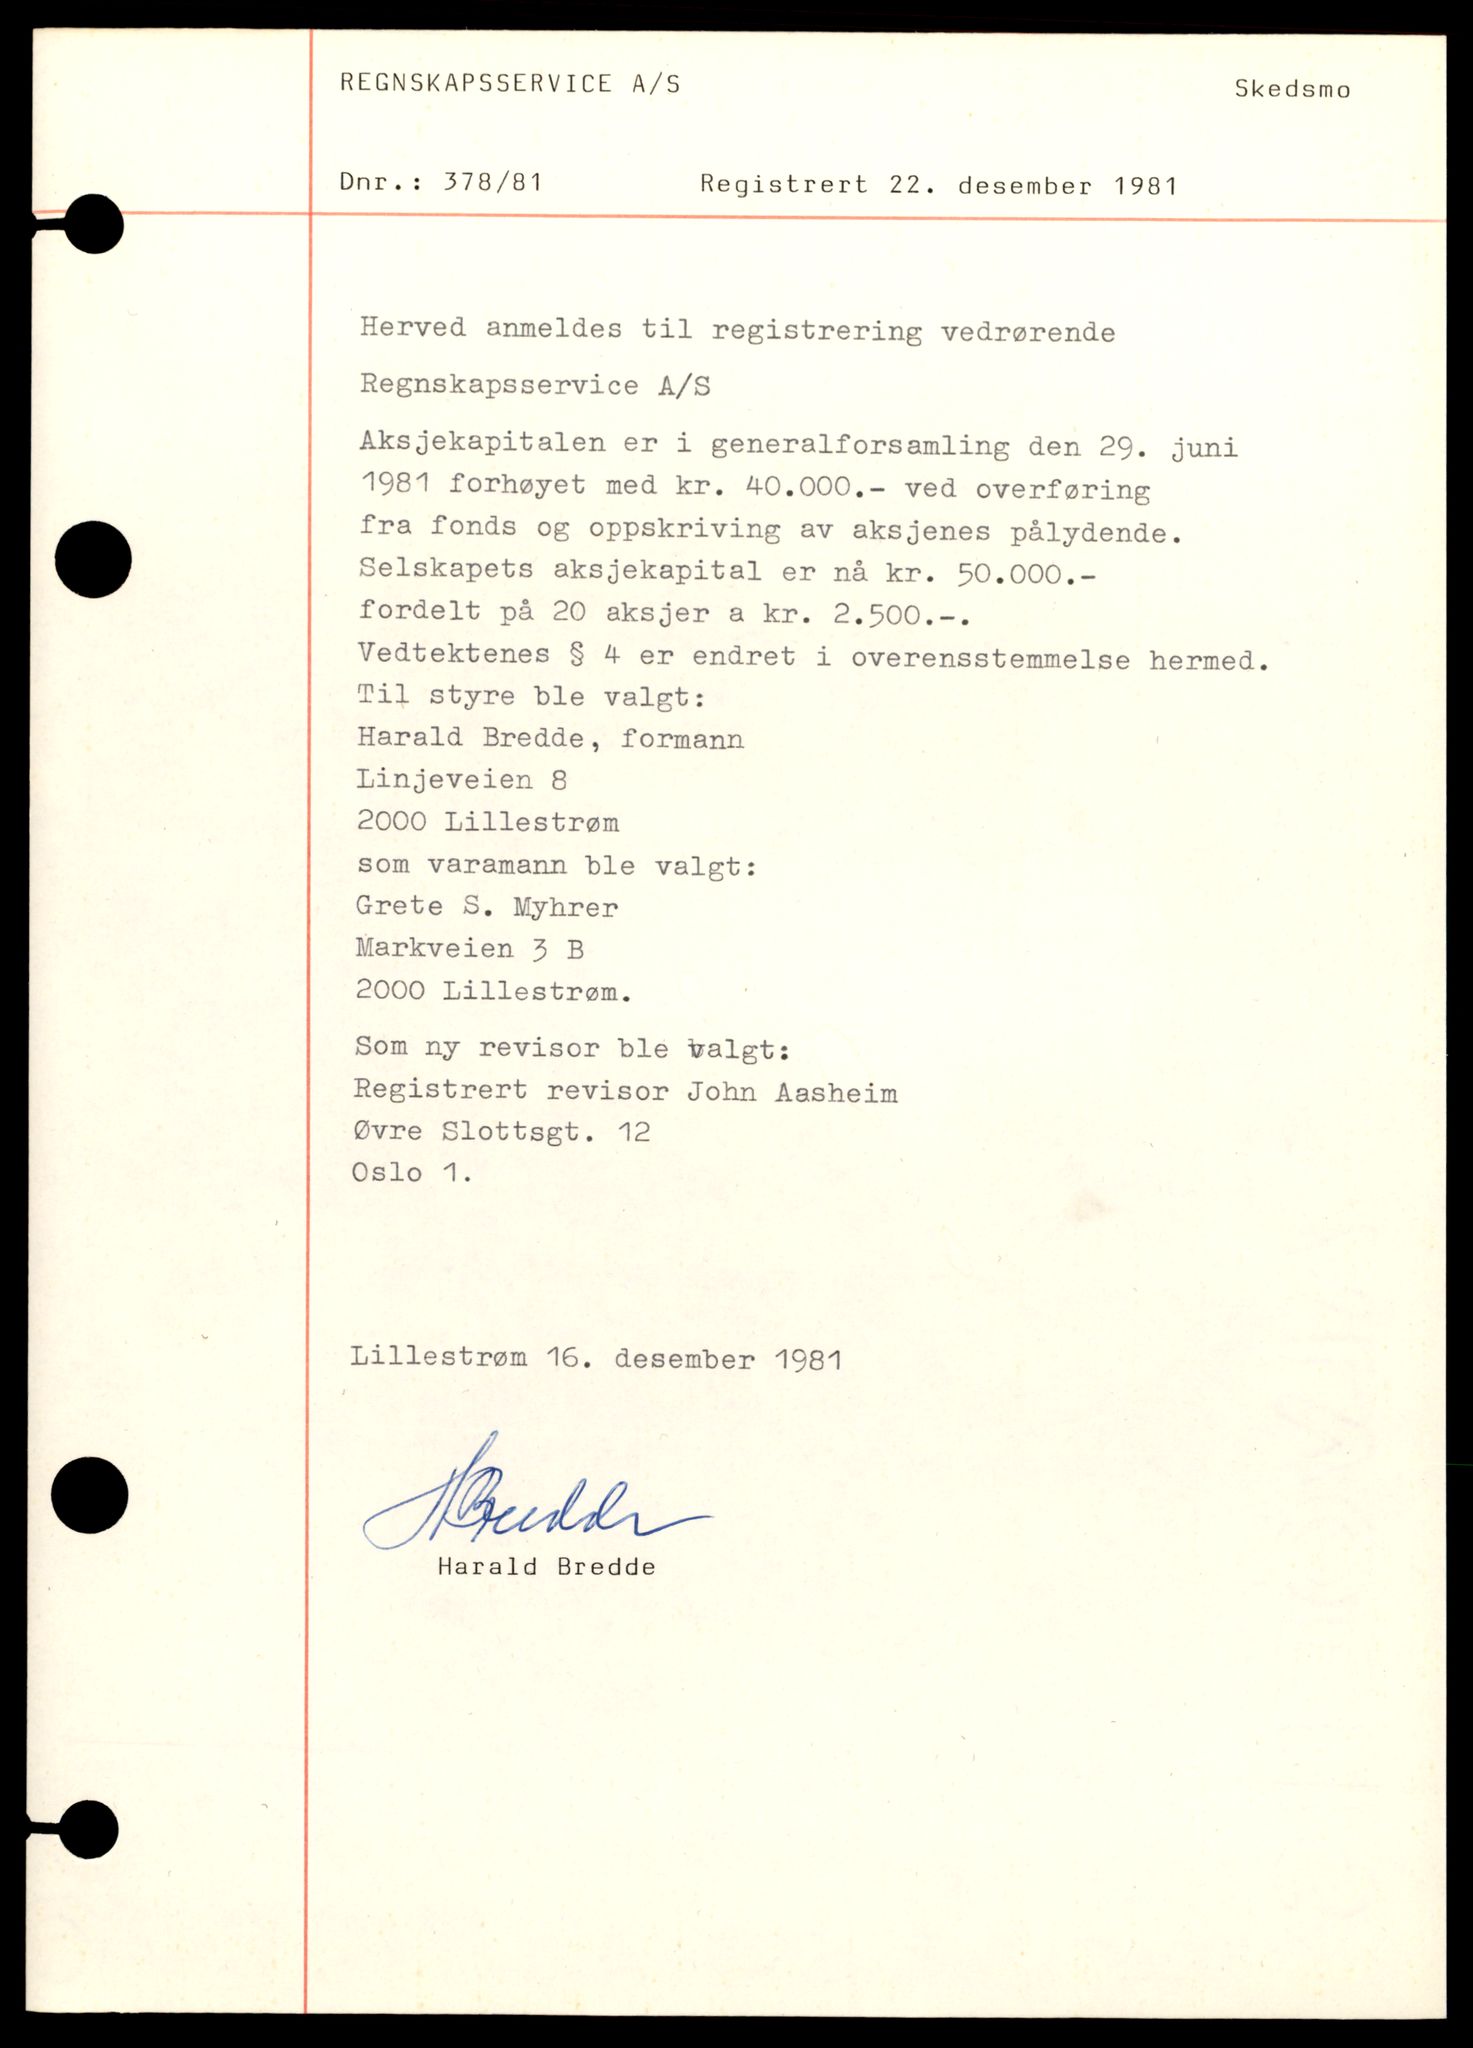 REGNSKAPSSERVICE A/S
Skedsmo
Dnr.: 378/81 Registrert 22. desember 1981
Herved anmeldes til registrering vedrørende
Regnskapsservice A/S
Aksjekapitalen er i generalforsamling den 29. juni
1981 forhøyet med kr. 40.000.- ved overføring
fra fonds og oppskriving av aksjenes pålydende.
Selskapets aksjekapital er nå kr. 50.000.-
fordelt på 20 aksjer a kr. 2.500.-.
Vedtektenes § 4 er endret i overensstemmelse hermed.
Til styre ble valgt:
Harald Bredde, formann
Linjeveien 8
2000 Lillestrøm
som varamann ble valgt:
Grete S. Myhrer
Markveien 3 B
2000 Lillestrøm.
Som ny revisor ble valgt:
Registrert revisor John Aasheim
Øvre Slottsgt. 12
Oslo 1.
Lillestrøm 16. desember 1981
H Bredde
Harald Bredde